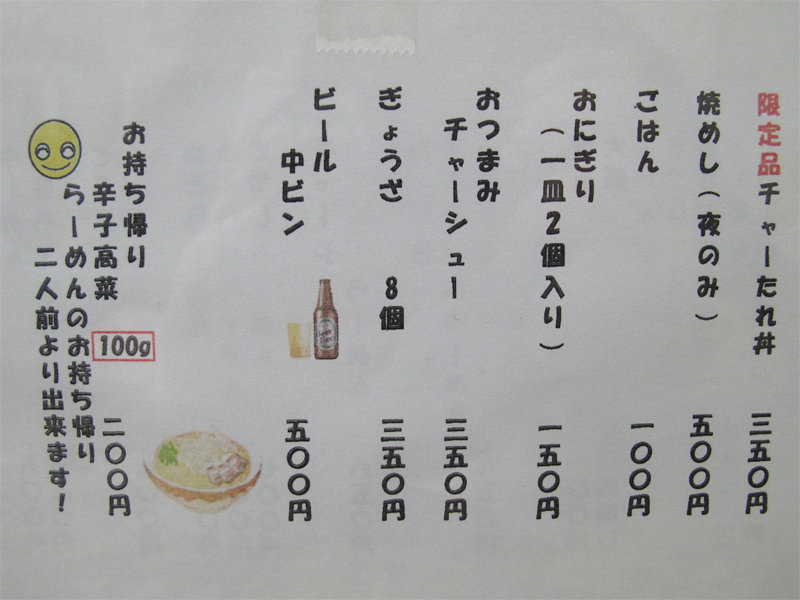 限定品チャーたれ丼 三五〇円
焼めし（夜のみ） 五〇〇円
ごはん 一〇〇円
おにぎり
（一皿2個入り） 一五〇円
おつまみ
チャーシュー 三五〇円
ぎょうざ 8個 三五〇円
ビール
中ビン 五〇〇円
お持ち帰り
辛子高菜 100g 二〇〇円
らーめんのお持ち帰り
二人前より出来ます！